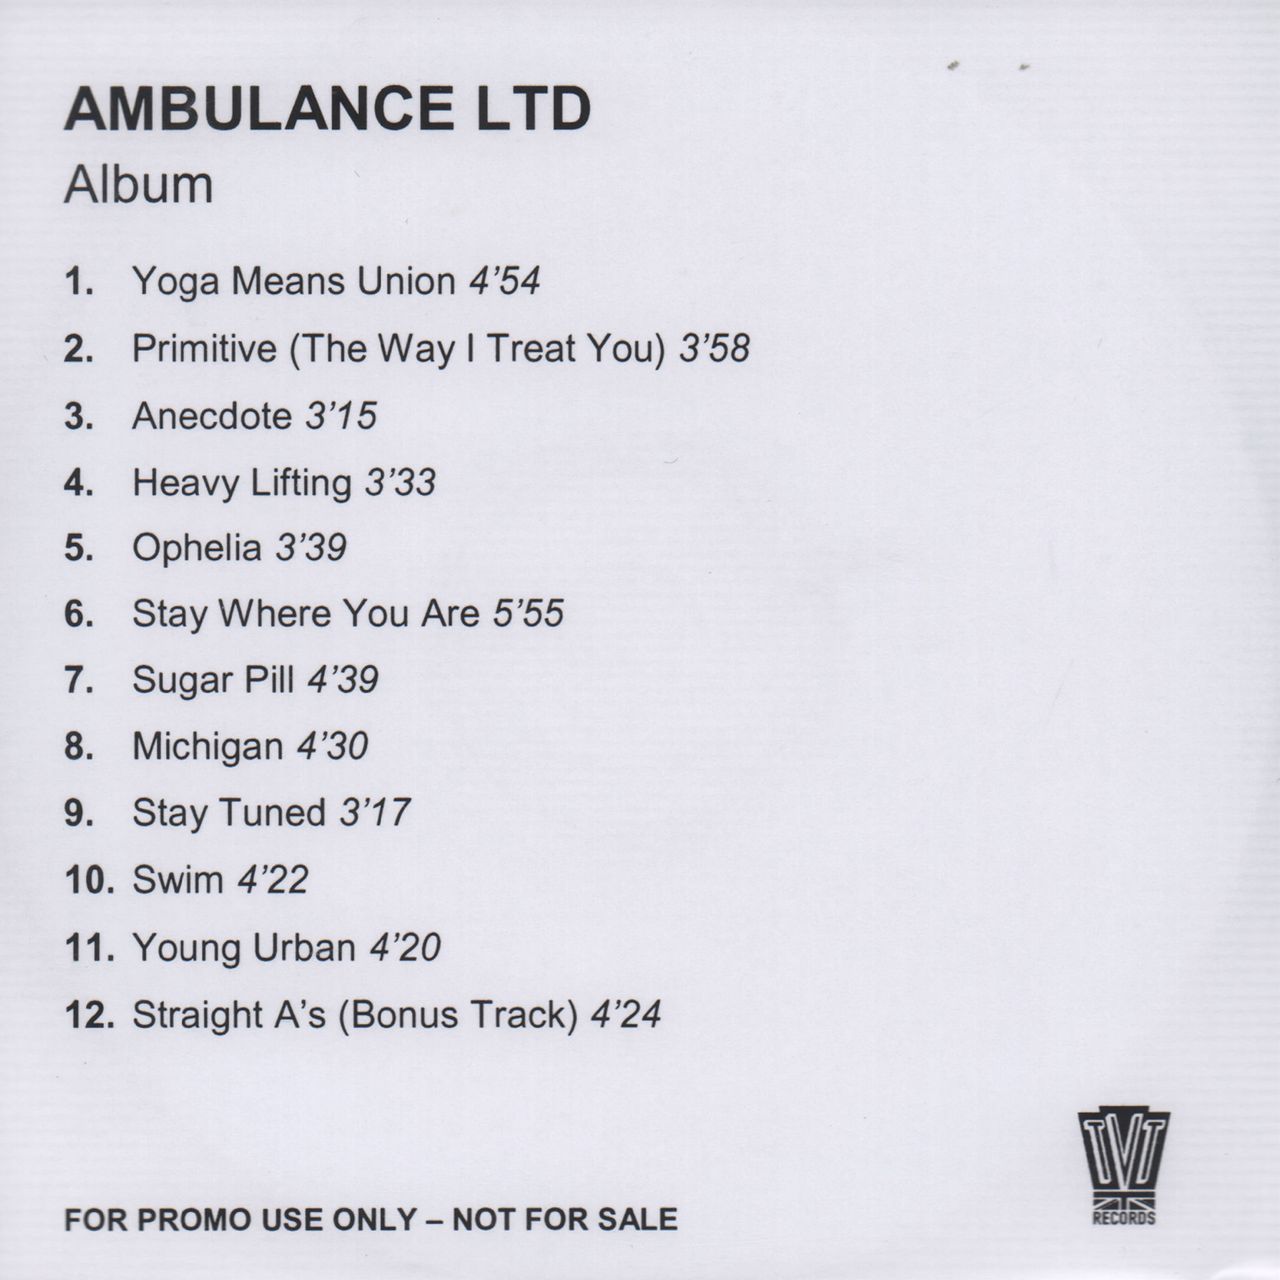 AMBULANCE LTD
Album
1. Yoga Means Union 4’54
2. Primitive (The Way I Treat You) 3’58
3. Anecdote 3’15
4. Heavy Lifting 3’33
5. Ophelia 3’39
6. Stay Where You Are 5’55
7. Sugar Pill 4’39
8. Michigan 4’30
9. Stay Tuned 3’17
10. Swim 4’22
11. Young Urban 4’20
12. Straight A’s (Bonus Track) 4’24
TVT
RECORDS
FOR PROMO USE ONLY – NOT FOR SALE